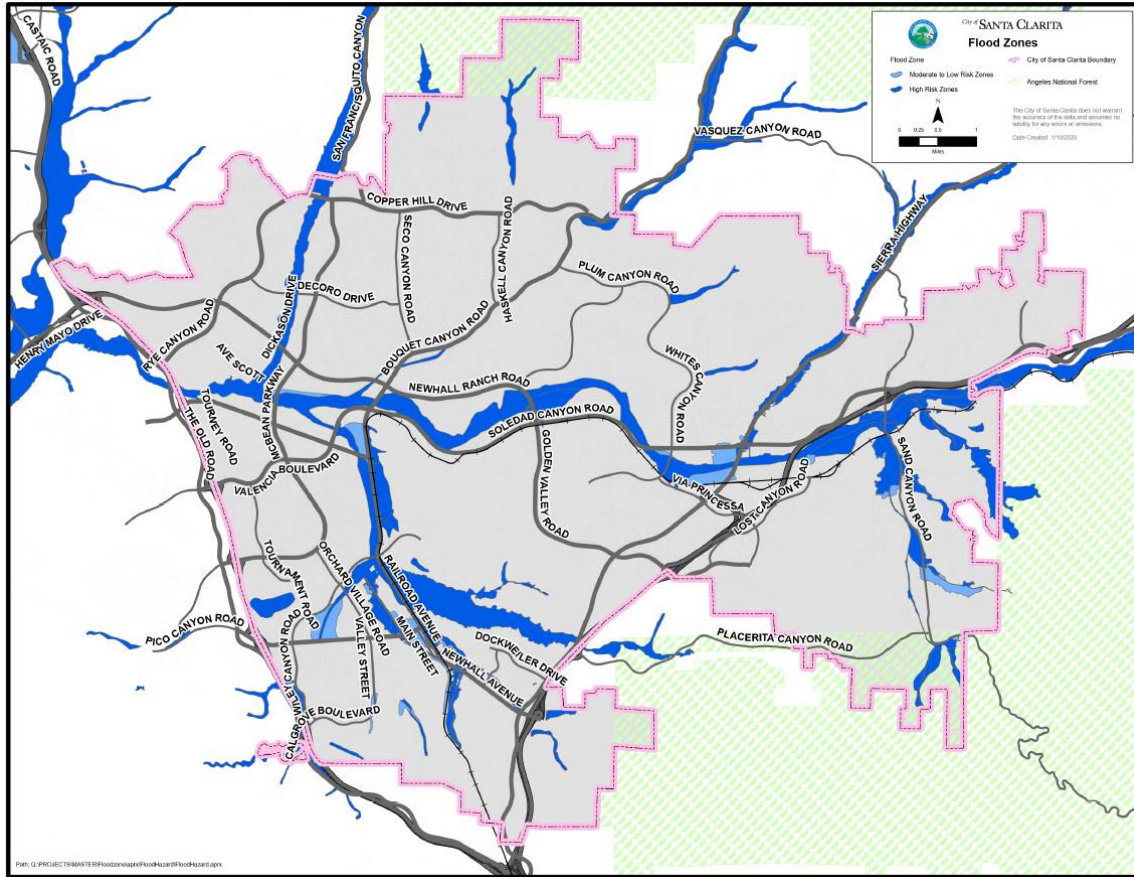 City of SANTA CLARITA
Flood Zones
Flood Zone
Moderate to Low Risk Zones
High Risk Zones
City of Santa Clarita Boundary
Angeles National Forest
N
0 0.25 0.5 1
Miles
The City of Santa Clarita does not warrant
the accuracy of the data and assumes no
liability for any errors or omissions.
Date Created: 1/16/2020
CASTAIC ROAD
SAN FRANCISQUITO CANYON
VASQUEZ CANYON ROAD
COPPER HILL DRIVE
SECO CANYON ROAD
HASKELL CANYON ROAD
SIERRA HIGHWAY
PLUM CANYON ROAD
DECORO DRIVE
DICKASON DRIVE
BOUQUET CANYON ROAD
HENRY MAYO DRIVE
RYE CANYON ROAD
AVE SCOTT
WHITES CANYON ROAD
NEWHALL RANCH ROAD
MCBEAN PARKWAY
TOURNEY ROAD
THE OLD ROAD
SOLEDAD CANYON ROAD
GOLDEN VALLEY ROAD
VALENCIA BOULEVARD
VIA PRINCESSA
LOST CANYON ROAD
SAND CANYON ROAD
TOURNAMENT ROAD
ORCHARD VILLAGE ROAD
RAILROAD AVENUE
MAIN STREET
VALLEY STREET
PICO CANYON ROAD
WILEY CANYON ROAD
DOCKWEILER DRIVE
NEWHALL AVENUE
PLACERITA CANYON ROAD
CALGROVE BOULEVARD